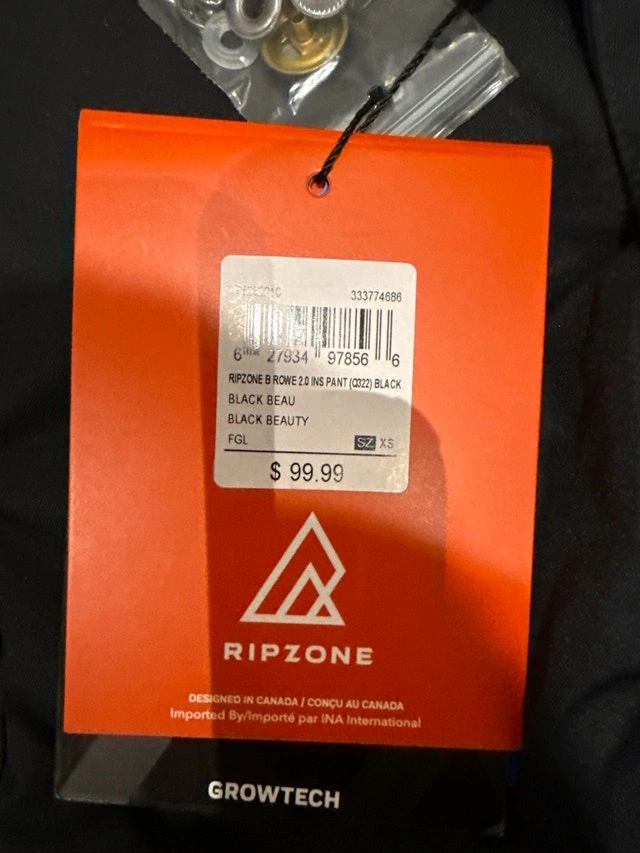 333774686
6 27934 97856 6
RIPZONE B ROWE 2.0 INS PANT (Q322) BLACK
BLACK BEAU
BLACK BEAUTY
FGL SZ XS
$ 99.99
RIPZONE
DESIGNED IN CANADA / CONÇU AU CANADA
Imported By/Importé par INA International
GROWTECH